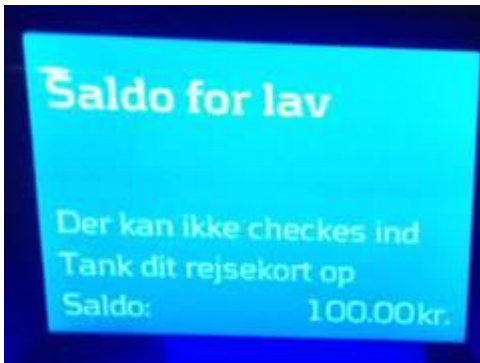 Saldo for lav
Der kan ikke checkes ind
Tank dit rejsekort op
Saldo: 100.00kr.